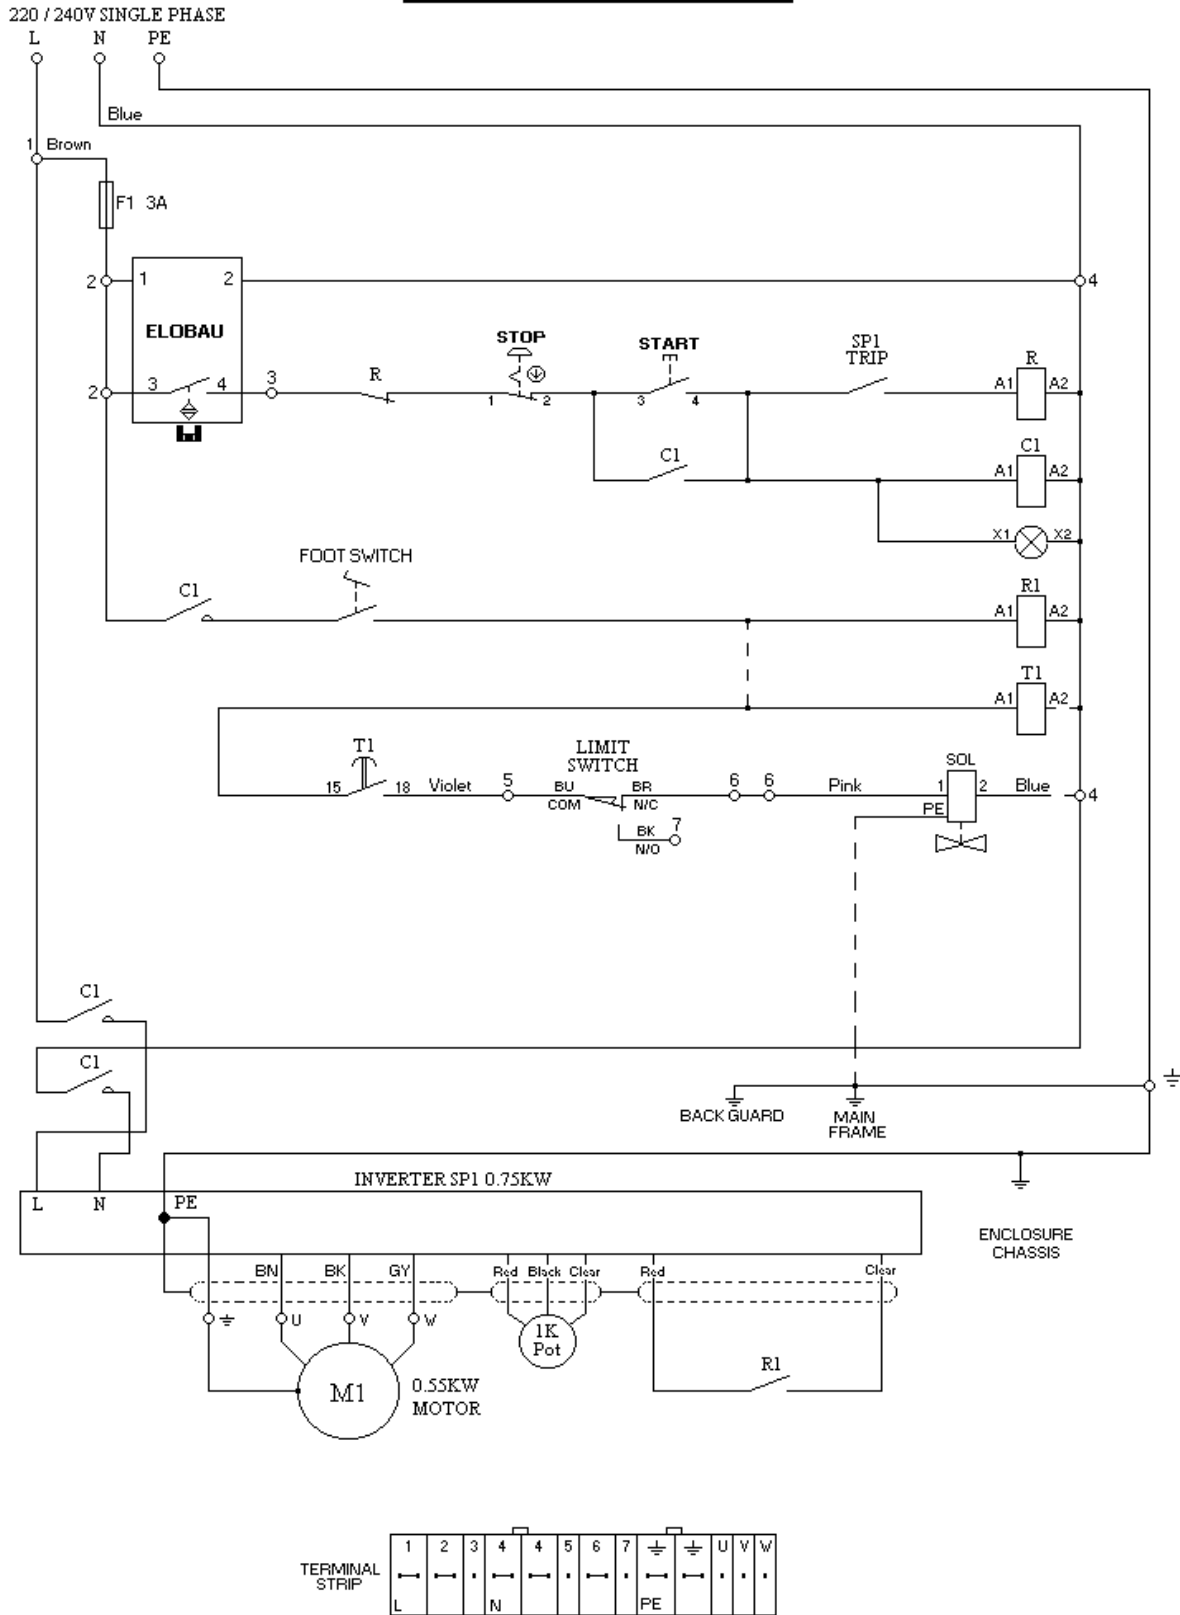 220 / 240V SINGLE PHASE
L N PE
Blue
1 Brown
F1 3A
2 1 2 4
ELOBAU
STOP
START
SP1
TRIP
R
2 3 4 3 R 1 2 3 4 A1 A2
C1
C1
A1 A2
X1 X2
FOOT SWITCH
C1
R1
A1 A2
T1
A1 A2
T1
LIMIT
SWITCH
SOL
15 18 Violet 5 BU BR 6 6 Pink 1 2 Blue 4
COM N/C
PE
BK 7
N/O
C1
C1
BACK GUARD
MAIN
FRAME
INVERTER SP1 0.75KW
L N PE
ENCLOSURE
CHASSIS
BN BK GY Red Black Clear Red Clear
U V W
1K
Pot
R1
M1
0.55KW
MOTOR
1 2 3 4 4 5 6 7 U V W
TERMINAL
STRIP
L N PE